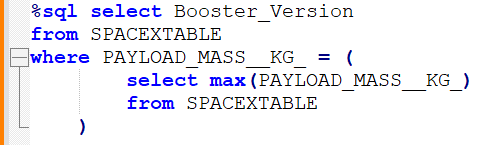 %sql select Booster_Version
from SPACEXTABLE
where PAYLOAD_MASS__KG_ = (
select max(PAYLOAD_MASS__KG_)
from SPACEXTABLE
)